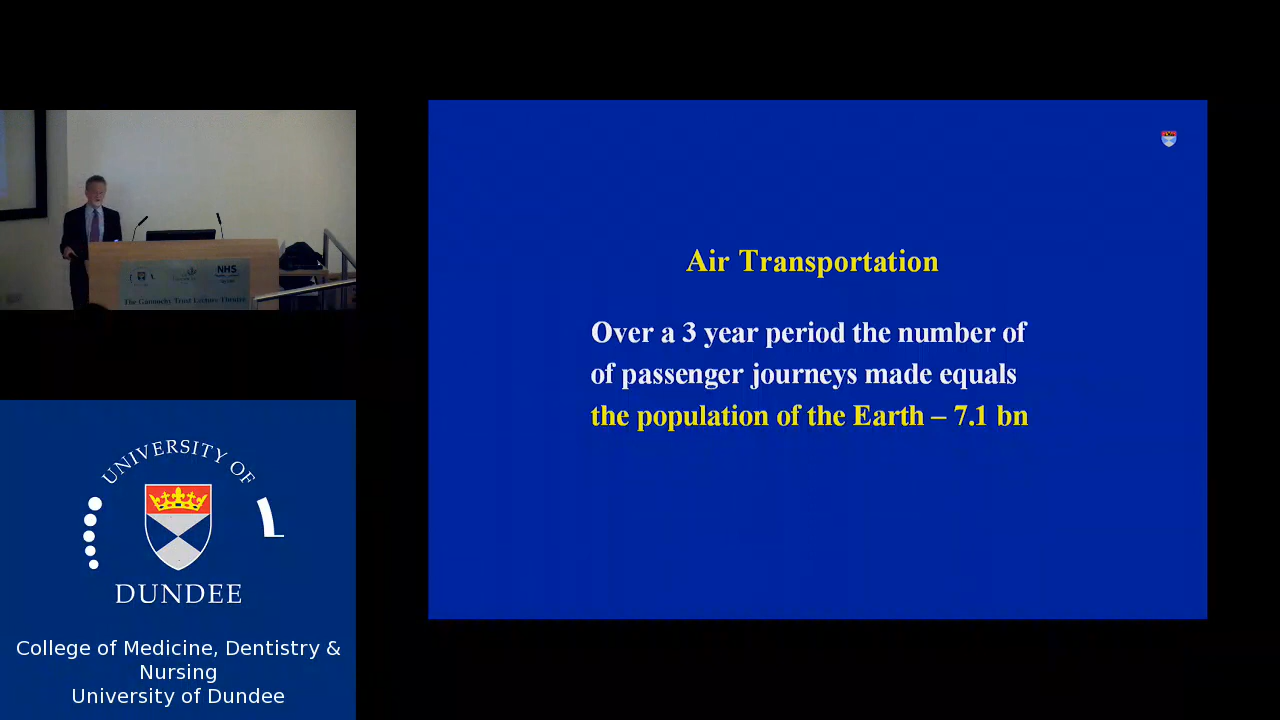 Air Transportation
Over a 3 year period the number of
of passenger journeys made equals
the population of the Earth – 7.1 bn
NHS
The Gannochy Trust Lecture Theatre
UNIVERSITY OF
DUNDEE
College of Medicine, Dentistry &
Nursing
University of Dundee